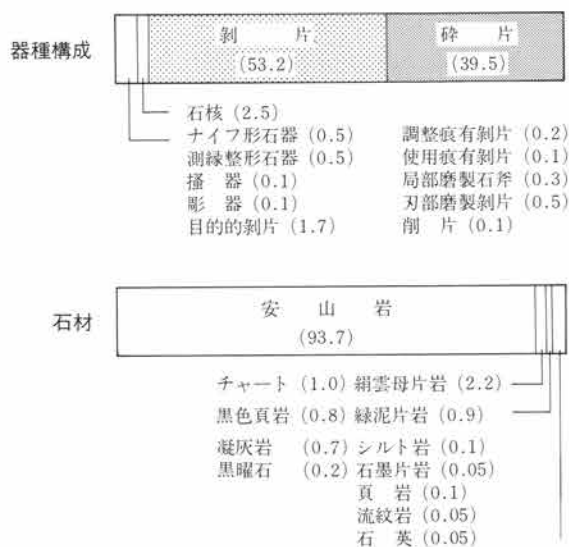 器種構成
剝片 砕片
(53.2) (39.5)
石核 (2.5)
ナイフ形石器 (0.5) 調整痕有剝片 (0.2)
測縁整形石器 (0.5) 使用痕有剝片 (0.1)
搔器 (0.1) 局部磨製石斧 (0.3)
彫器 (0.1) 刃部磨製剝片 (0.5)
目的的剝片 (1.7) 削片 (0.1)
石材
安山岩
(93.7)
チャート (1.0) 絹雲母片岩 (2.2)
黒色頁岩 (0.8) 緑泥片岩 (0.9)
凝灰岩 (0.7) シルト岩 (0.1)
黒曜石 (0.2) 石墨片岩 (0.05)
頁岩 (0.1)
流紋岩 (0.05)
石英 (0.05)